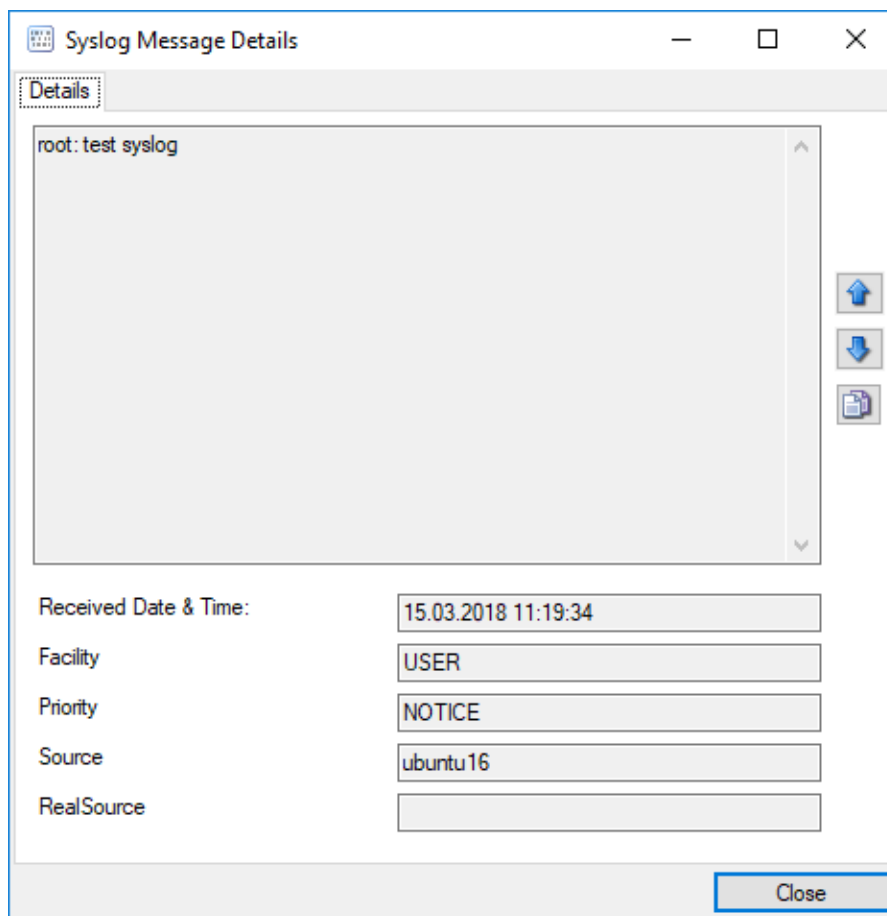 Syslog Message Details
Details
root: test syslog
Received Date & Time: 15.03.2018 11:19:34
Facility USER
Priority NOTICE
Source ubuntu16
RealSource
Close